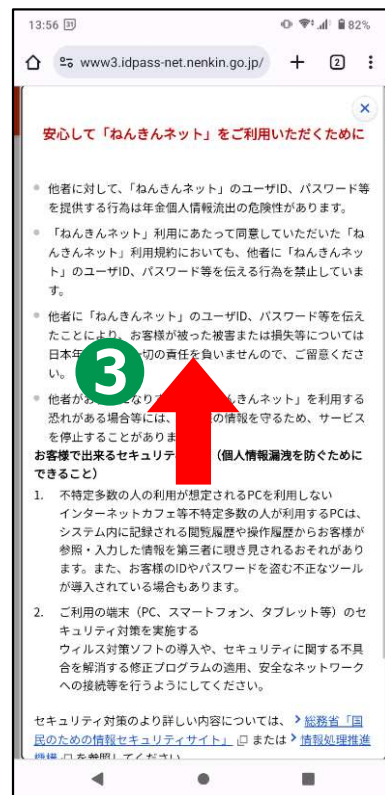 13:56 31 82%
www3.idpass-net.nenkin.go.jp/ + 2
×
安心して「ねんきんネット」をご利用いただくために
他者に対して、「ねんきんネット」のユーザID、パスワード等
を提供する行為は年金個人情報流出の危険性があります。
「ねんきんネット」利用にあたって同意していただいた「ね
んきんネット」利用規約においても、他者に「ねんきんネッ
ト」のユーザID、パスワード等を伝える行為を禁止していま
す。
他者に「ねんきんネット」のユーザID、パスワード等を伝え
たことにより、お客様が被った被害または損失等については
日本年 切の責任を負いませんので、ご留意くださ
い。
3
他者がお なり んきんネット」を利用する
恐れがある場合等には、 の情報を守るため、サービス
を停止することがありま
お客様で出来るセキュリテ （個人情報漏洩を防ぐために
できること）
1. 不特定多数の人の利用が想定されるPCを利用しない
インターネットカフェ等不特定多数の人が利用するPCは、
システム内に記録される閲覧履歴や操作履歴からお客様が
参照・入力した情報を第三者に覗き見されるおそれがあり
ます。また、お客様のIDやパスワードを盗む不正なツール
が導入されている場合もあります。
2. ご利用の端末（PC、スマートフォン、タブレット等）のセ
キュリティ対策を実施する
ウィルス対策ソフトの導入や、セキュリティに関する不具
合を解消する修正プログラムの適用、安全なネットワーク
への接続等を行うようにしてください。
セキュリティ対策のより詳しい内容については、総務省「国
民のための情報セキュリティサイト」または情報処理推進
機構を参照してください